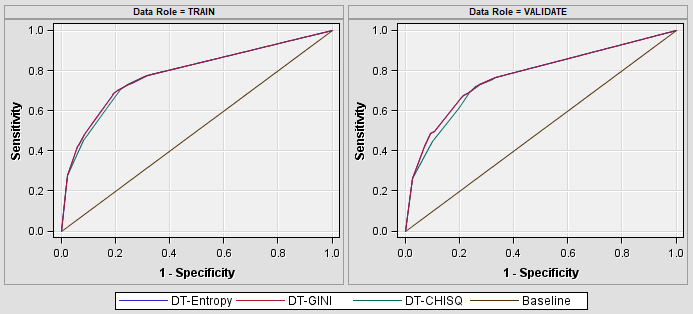 Data Role = TRAIN
Data Role = VALIDATE
Sensitivity
1.0
0.8
0.6
0.4
0.2
0.0
0.0 0.2 0.4 0.6 0.8 1.0
1 - Specificity
Sensitivity
1.0
0.8
0.6
0.4
0.2
0.0
0.0 0.2 0.4 0.6 0.8 1.0
1 - Specificity
DT-Entropy DT-GINI DT-CHISQ Baseline